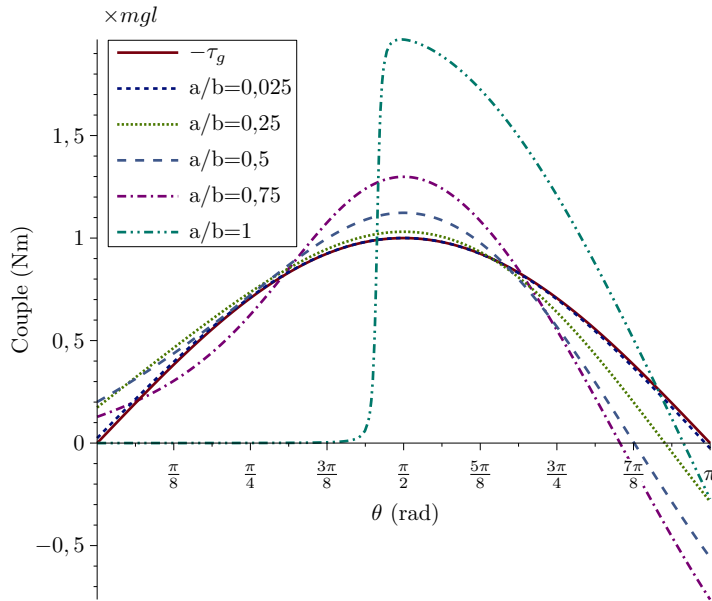 ×mgl
−τg
a/b=0,025
a/b=0,25
a/b=0,5
a/b=0,75
a/b=1
1,5
1
0,5
0
−0,5
Couple (Nm)
π/8
π/4
3π/8
π/2
5π/8
3π/4
7π/8
π
θ (rad)